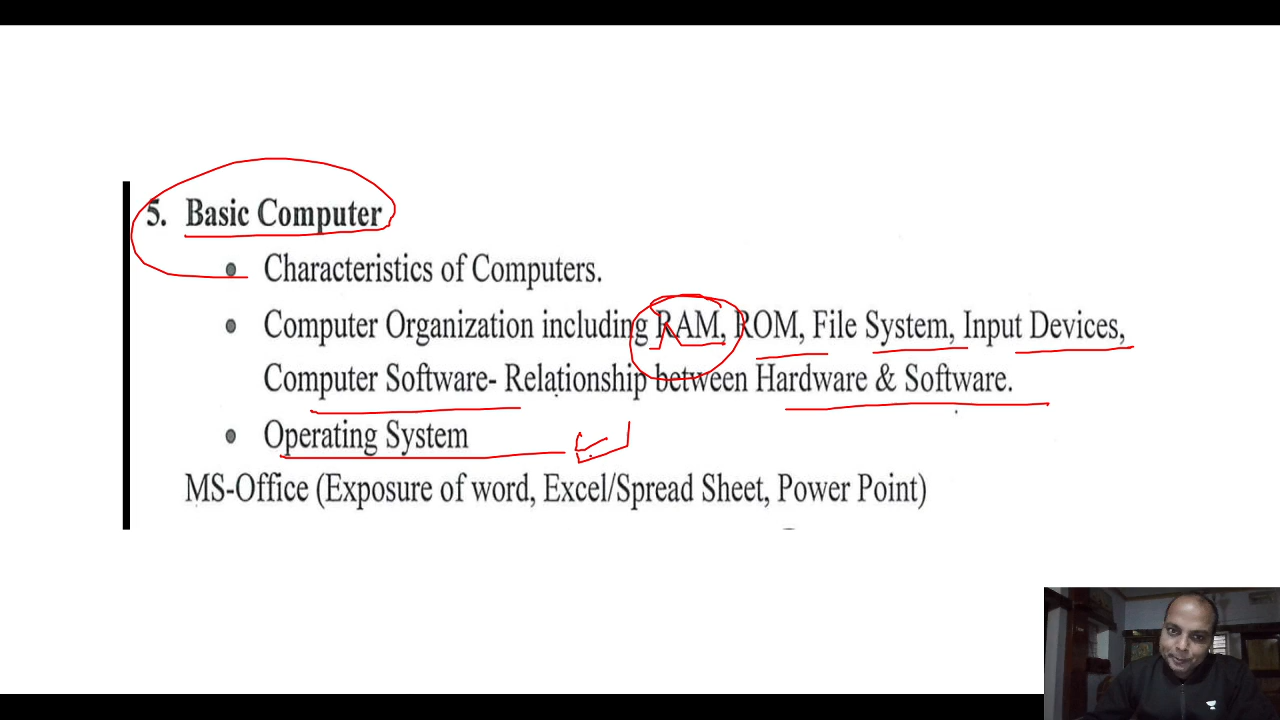 5. Basic Computer
• Characteristics of Computers.
• Computer Organization including RAM, ROM, File System, Input Devices,
Computer Software- Relationship between Hardware & Software.
• Operating System
MS-Office (Exposure of word, Excel/Spread Sheet, Power Point)